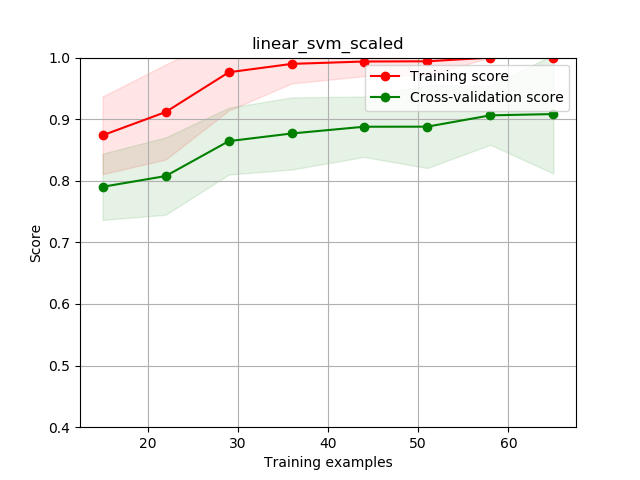 linear_svm_scaled
1.0
0.9
0.8
0.7
0.6
0.5
0.4
Score
Training score
Cross-validation score
20 30 40 50 60
Training examples